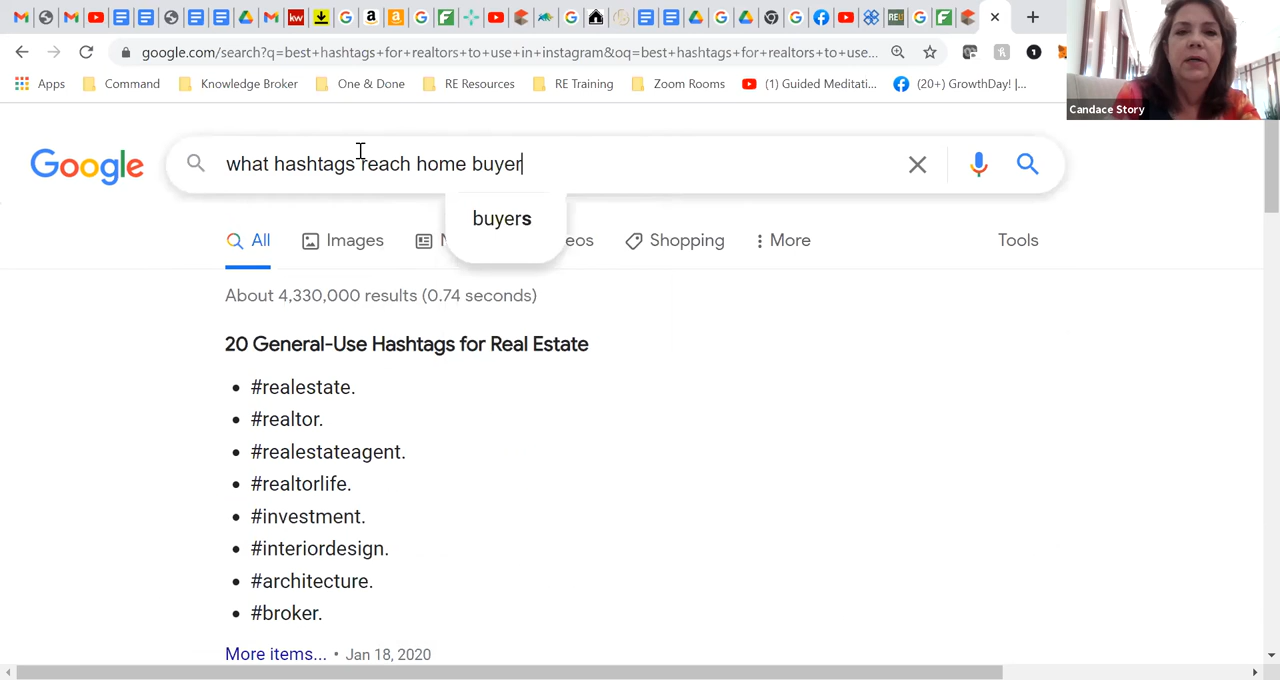 google.com/search?q=best+hashtags+for+realtors+to+use+in+instagram&oq=best+hashtags+for+realtors+to+use...
Apps Command Knowledge Broker One & Done RE Resources RE Training Zoom Rooms (1) Guided Meditati... (20+) GrowthDay! |...
Candace Story
Google what hashtags reach home buyer
buyers
All Images eos Shopping More Tools
About 4,330,000 results (0.74 seconds)
20 General-Use Hashtags for Real Estate
• #realestate.
• #realtor.
• #realestateagent.
• #realtorlife.
• #investment.
• #interiordesign.
• #architecture.
• #broker.
More items... • Jan 18, 2020